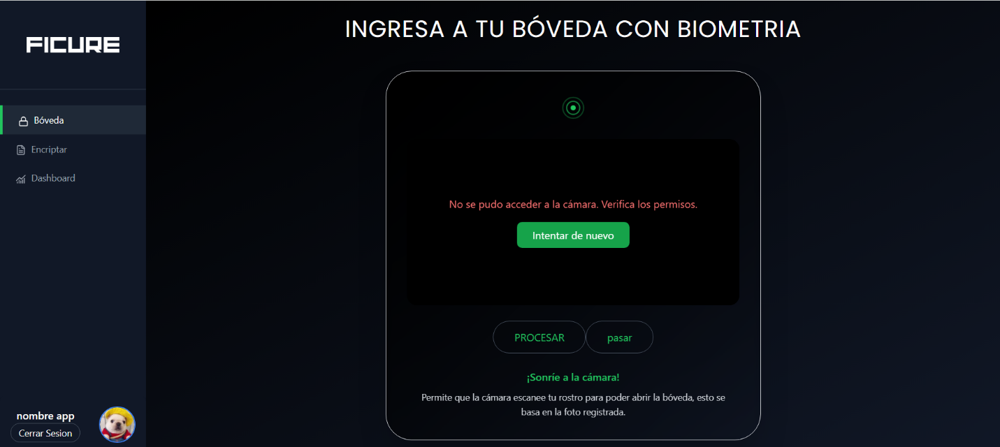 FICURE
Bóveda
Encriptar
Dashboard
nombre app
Cerrar Sesion
INGRESA A TU BÓVEDA CON BIOMETRIA
No se pudo acceder a la cámara. Verifica los permisos.
Intentar de nuevo
PROCESAR
pasar
¡Sonríe a la cámara!
Permite que la cámara escanee tu rostro para poder abrir la bóveda, esto se
basa en la foto registrada.